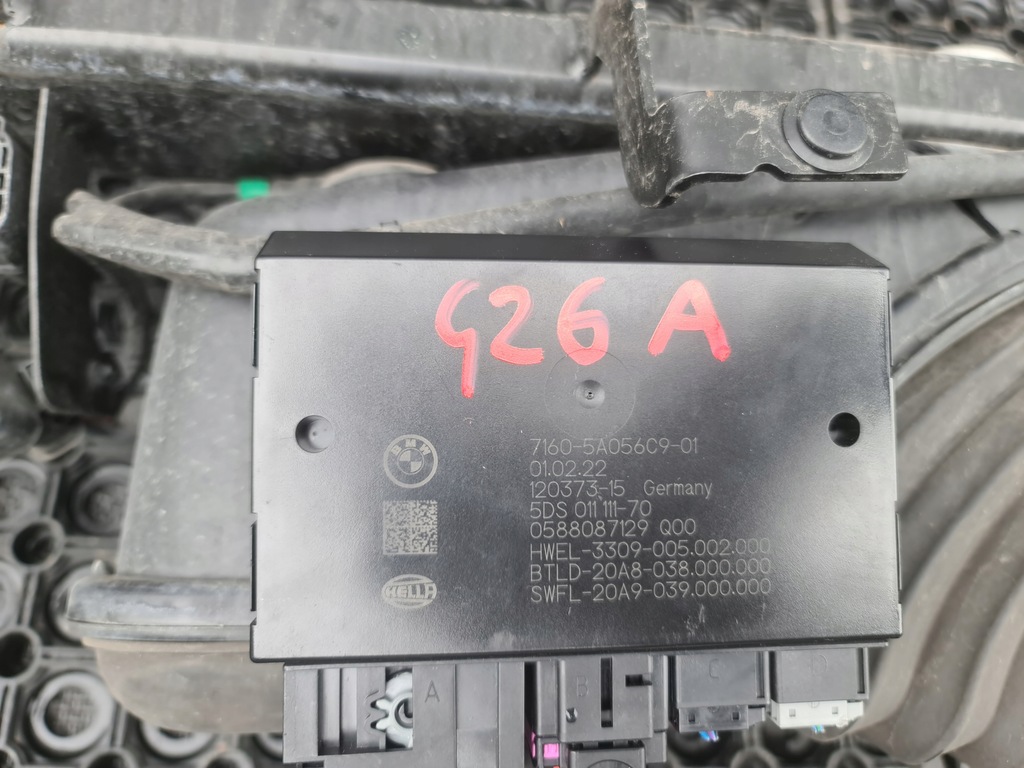 G26 A
BMW
7160-5A056C9-01
01.02.22
120373-15 Germany
5DS 011 111-70
0588087129 Q00
HWEL-3309-005.002.000
BTLD-20A8-038.000.000
SWFL-20A9-039.000.000
HELLA
A B C D